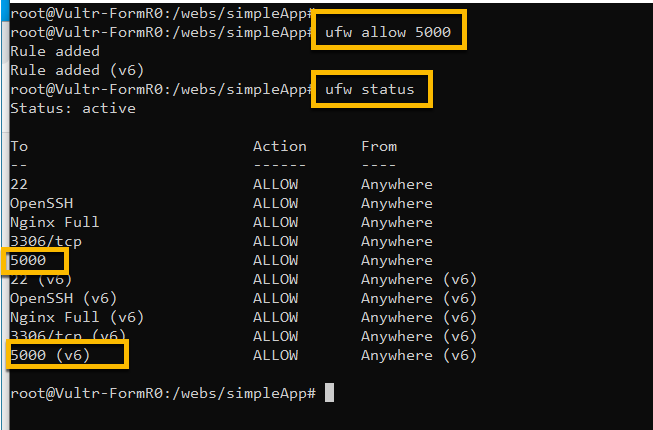 root@Vultr-FormR0:/webs/simpleApp#
root@Vultr-FormR0:/webs/simpleApp# ufw allow 5000
Rule added
Rule added (v6)
root@Vultr-FormR0:/webs/simpleApp# ufw status
Status: active
To Action From
-- ------ ----
22 ALLOW Anywhere
OpenSSH ALLOW Anywhere
Nginx Full ALLOW Anywhere
3306/tcp ALLOW Anywhere
5000 ALLOW Anywhere
22 (v6) ALLOW Anywhere (v6)
OpenSSH (v6) ALLOW Anywhere (v6)
Nginx Full (v6) ALLOW Anywhere (v6)
3306/tcp (v6) ALLOW Anywhere (v6)
5000 (v6) ALLOW Anywhere (v6)
root@Vultr-FormR0:/webs/simpleApp#